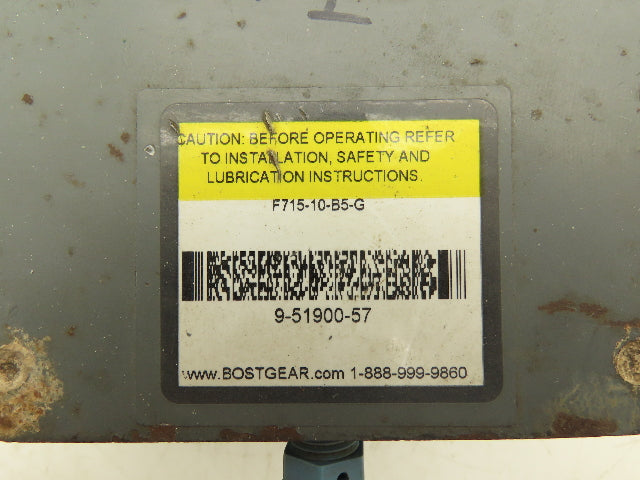 CAUTION: BEFORE OPERATING REFER
TO INSTALLATION, SAFETY AND
LUBRICATION INSTRUCTIONS.
F715-10-B5-G
9-51900-57
www.BOSTGEAR.com 1-888-999-9860